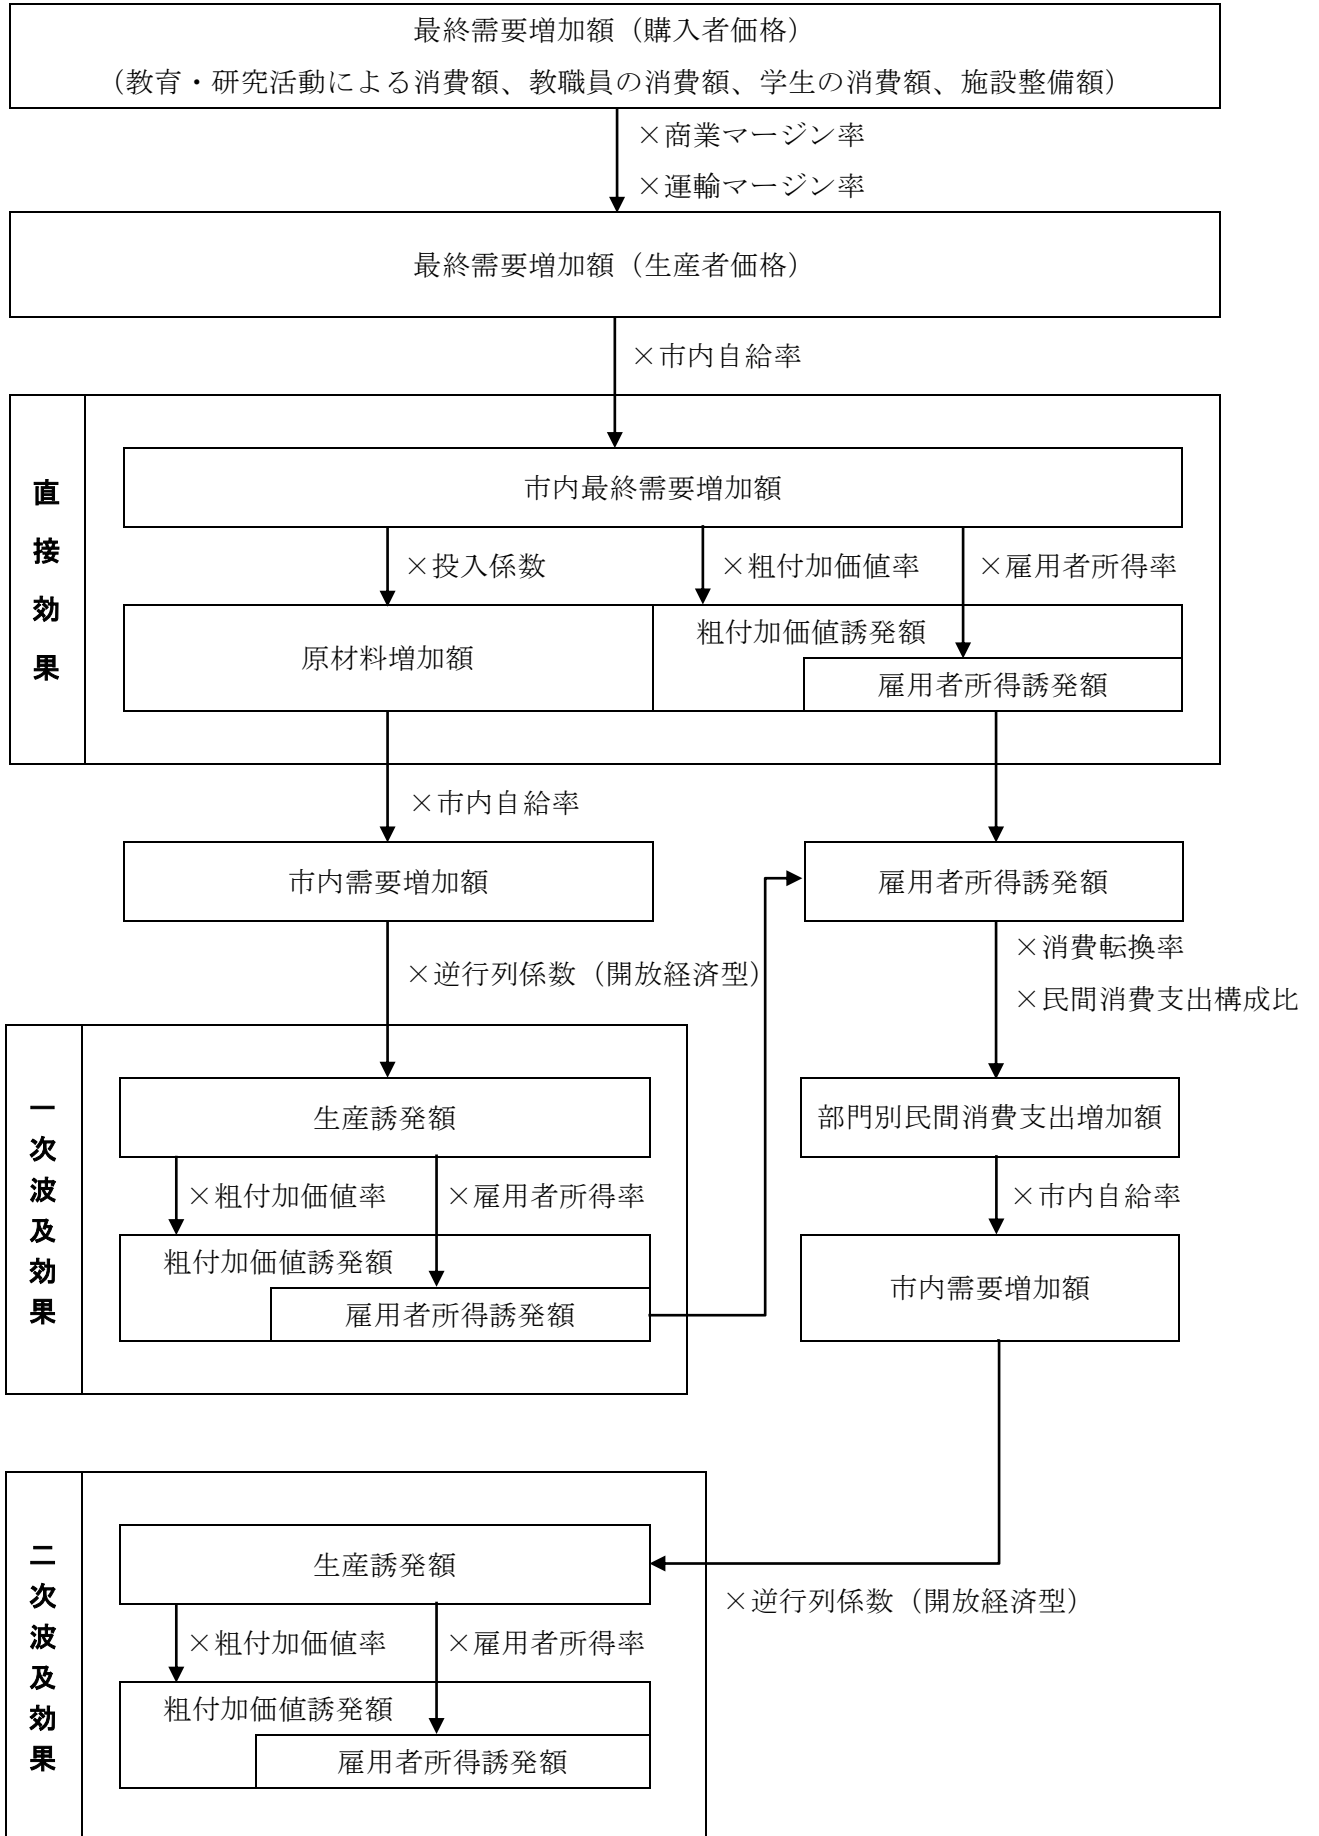 最終需要増加額（購入者価格）
（教育・研究活動による消費額、教職員の消費額、学生の消費額、施設整備額）
×商業マージン率
×運輸マージン率
最終需要増加額（生産者価格）
×市内自給率
直接効果
市内最終需要増加額
×投入係数
×粗付加価値率
×雇用者所得率
原材料増加額
粗付加価値誘発額
雇用者所得誘発額
×市内自給率
市内需要増加額
雇用者所得誘発額
×消費転換率
×逆行列係数（開放経済型）
×民間消費支出構成比
一次波及効果
生産誘発額
部門別民間消費支出増加額
×粗付加価値率
×雇用者所得率
×市内自給率
粗付加価値誘発額
雇用者所得誘発額
市内需要増加額
二次波及効果
生産誘発額
×逆行列係数（開放経済型）
×粗付加価値率
×雇用者所得率
粗付加価値誘発額
雇用者所得誘発額